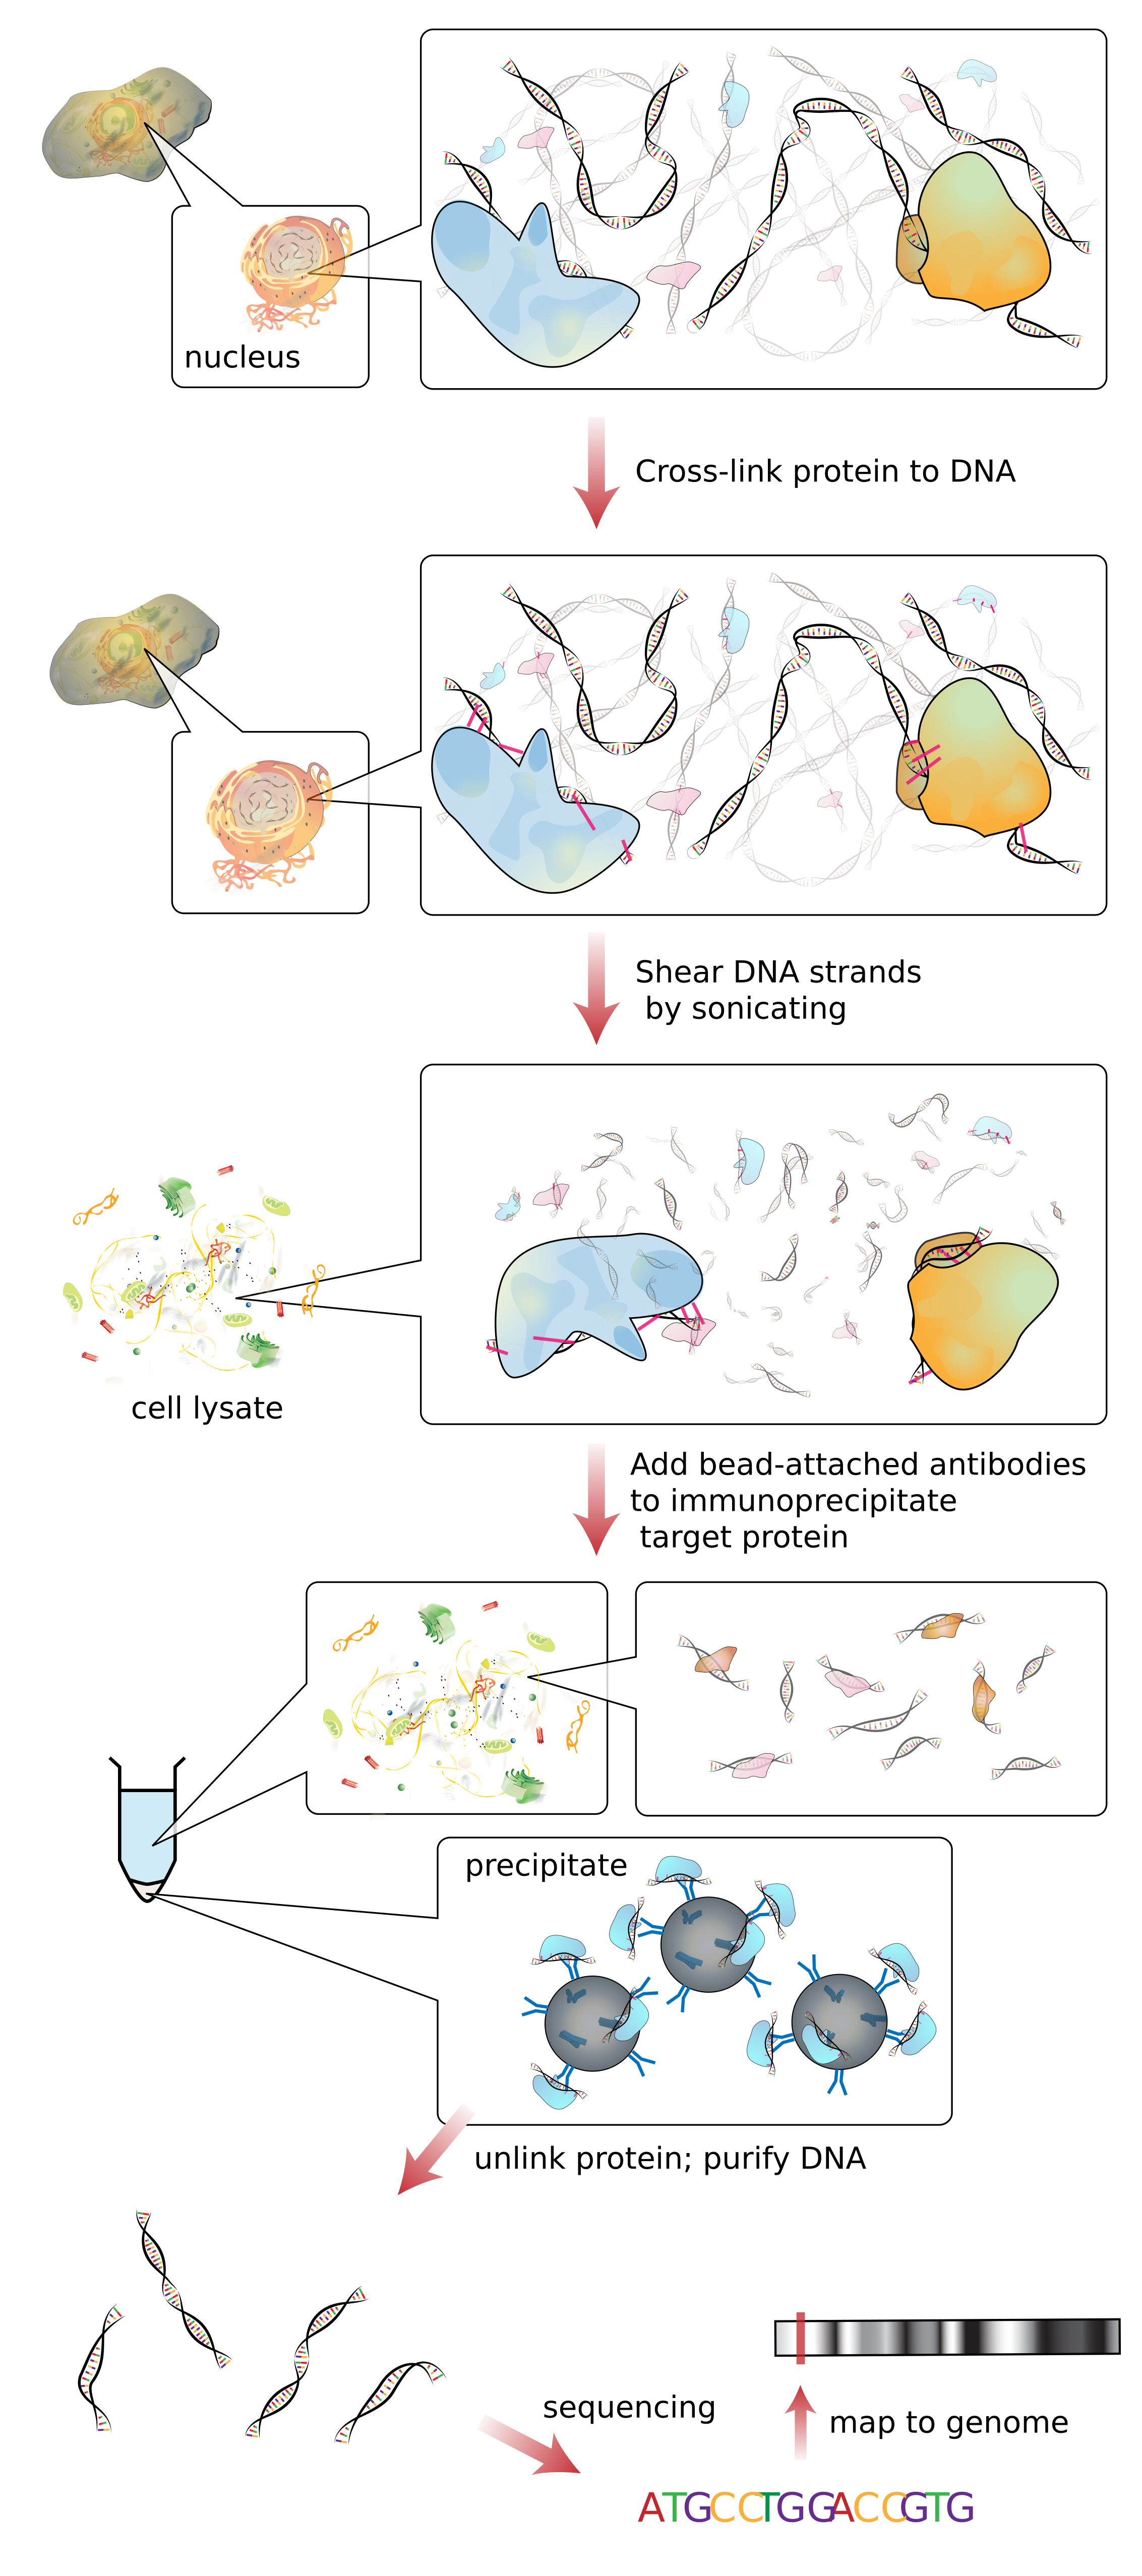 nucleus
Cross-link protein to DNA
Shear DNA strands
by sonicating
cell lysate
Add bead-attached antibodies
to immunoprecipitate
target protein
precipitate
unlink protein; purify DNA
sequencing
map to genome
ATGCCTGGACCGTG